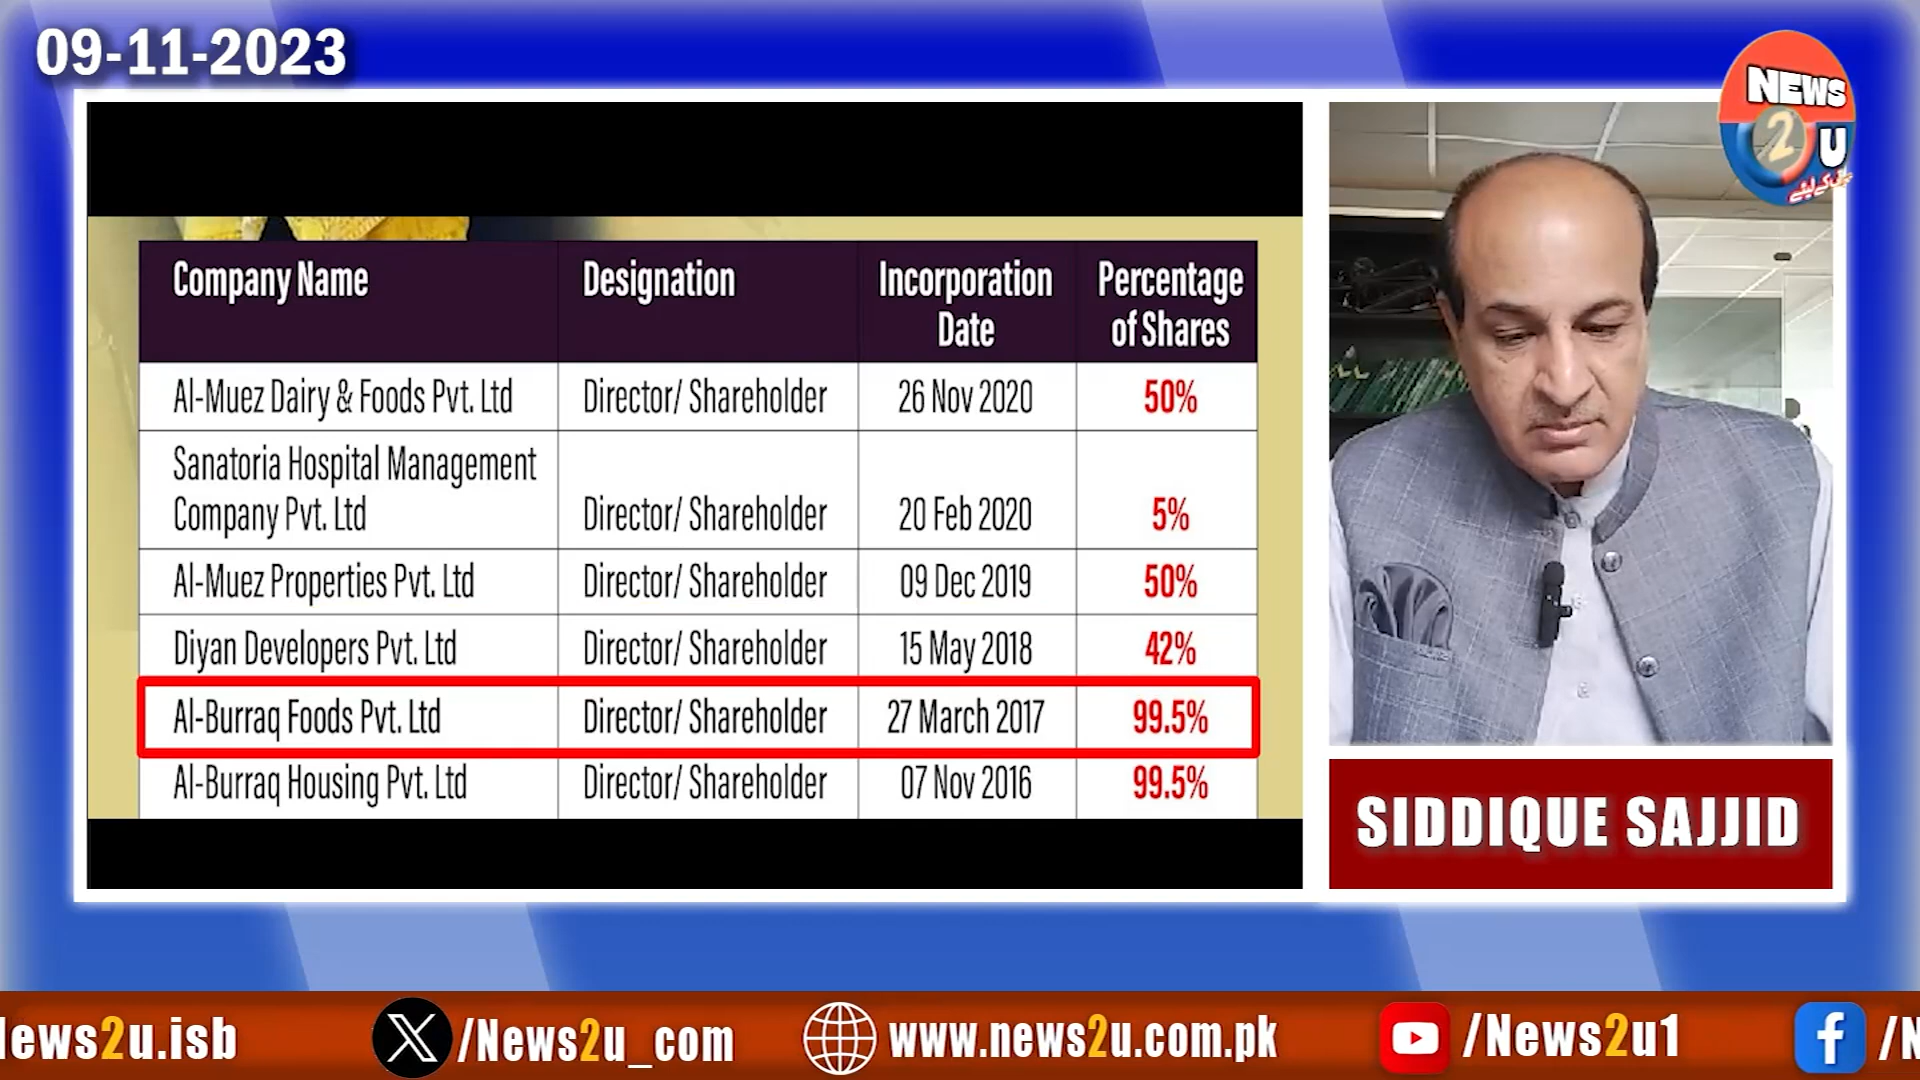 09-11-2023
NEWS
2
U
Company Name
Designation
Incorporation
Date
Percentage
of Shares
Al-Muez Dairy & Foods Pvt. Ltd
Director/ Shareholder
26 Nov 2020
50%
Sanatoria Hospital Management
Company Pvt. Ltd
Director/ Shareholder
20 Feb 2020
5%
Al-Muez Properties Pvt. Ltd
Director/ Shareholder
09 Dec 2019
50%
Diyan Developers Pvt. Ltd
Director/ Shareholder
15 May 2018
42%
Al-Burraq Foods Pvt. Ltd
Director/ Shareholder
27 March 2017
99.5%
Al-Burraq Housing Pvt. Ltd
Director/ Shareholder
07 Nov 2016
99.5%
SIDDIQUE SAJJID
News2u.isb
/News2u_com
www.news2u.com.pk
/News2u1
/N